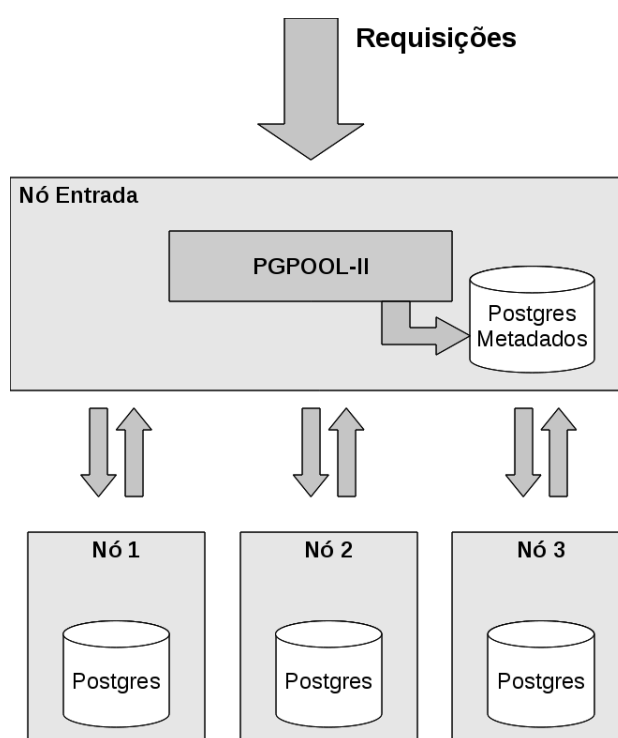 Requisições
Nó Entrada
PGPOOL-II
Postgres
Metadados
Nó 1
Nó 2
Nó 3
Postgres
Postgres
Postgres